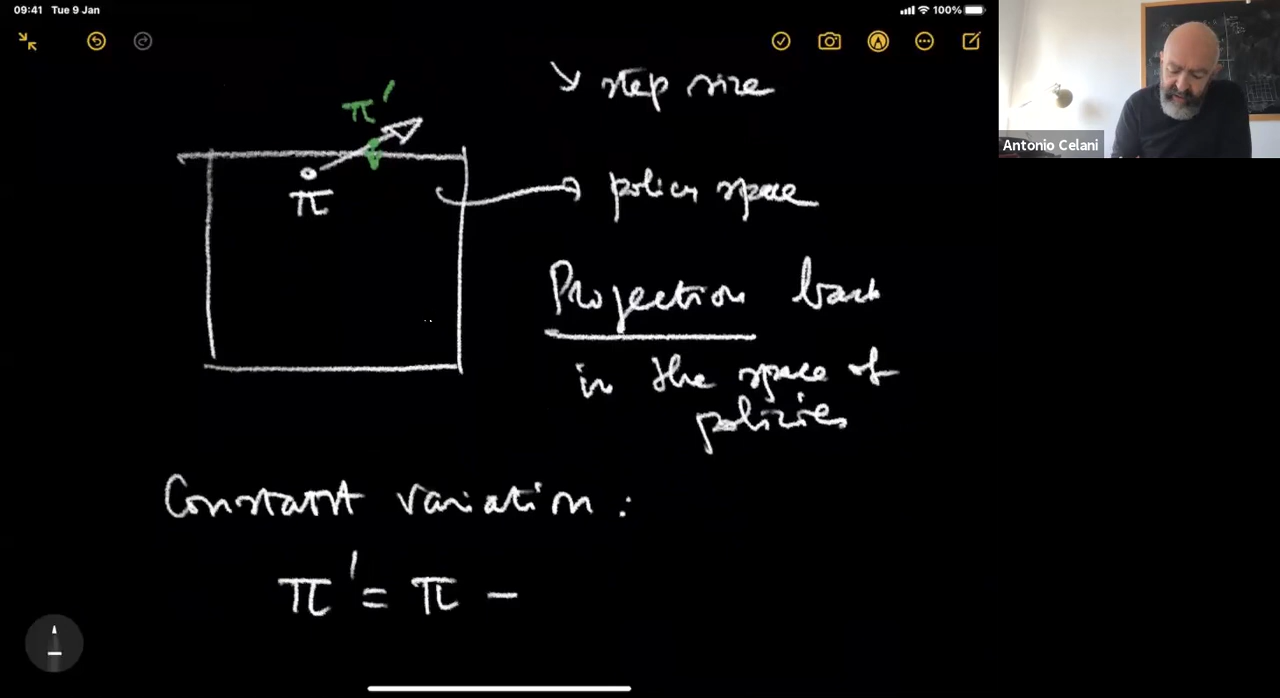 09:41 Tue 9 Jan
100%
Antonio Celani
π'
π
↘ step size
→ policy space
Projection back
in the space of
policies
Constant variation :
π' = π −